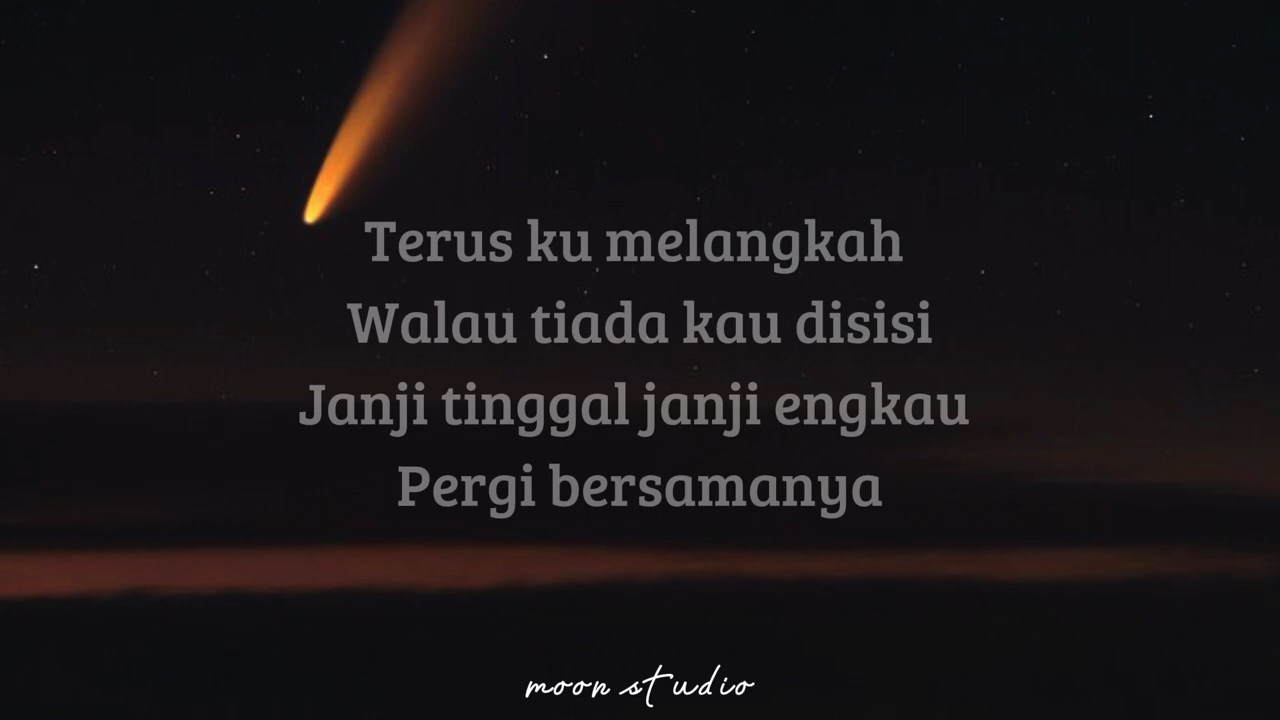 Terus ku melangkah
Walau tiada kau disisi
Janji tinggal janji engkau
Pergi bersamanya
moon studio